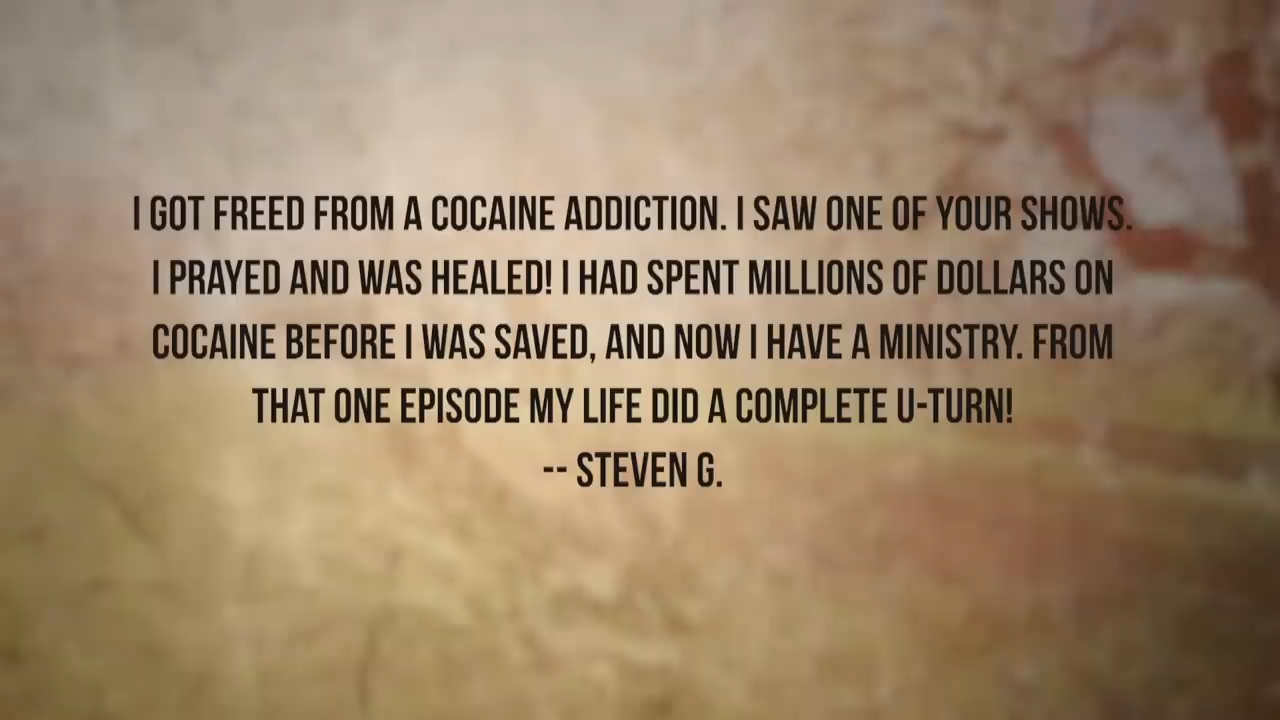 I GOT FREED FROM A COCAINE ADDICTION. I SAW ONE OF YOUR SHOWS.
I PRAYED AND WAS HEALED! I HAD SPENT MILLIONS OF DOLLARS ON
COCAINE BEFORE I WAS SAVED, AND NOW I HAVE A MINISTRY. FROM
THAT ONE EPISODE MY LIFE DID A COMPLETE U-TURN!
-- STEVEN G.